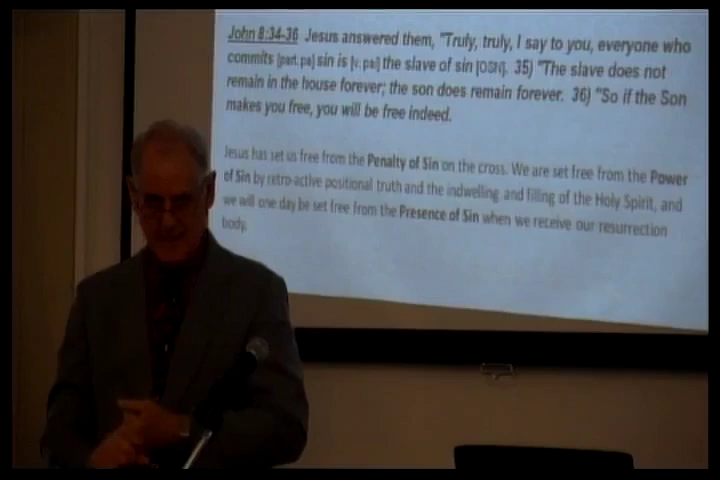 John 8:34-36 Jesus answered them, "Truly, truly, I say to you, everyone who
commits [part. pa] sin is [v. pai] the slave of sin [OSN]. 35) "The slave does not
remain in the house forever; the son does remain forever. 36) "So if the Son
makes you free, you will be free indeed.
Jesus has set us free from the Penalty of Sin on the cross. We are set free from the Power
of Sin by retro-active positional truth and the indwelling and filling of the Holy Spirit, and
we will one day be set free from the Presence of Sin when we receive our resurrection
body.